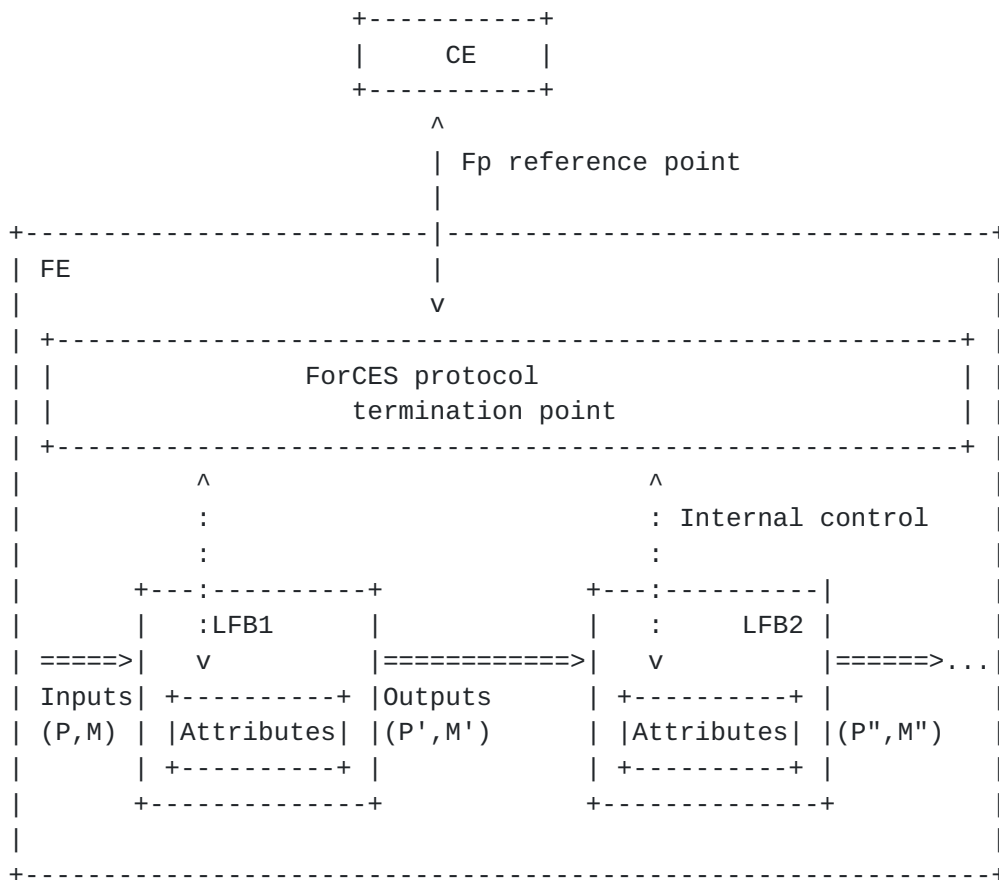 CE
Fp reference point
FE
ForCES protocol
termination point
: Internal control
:LFB1 : LFB2
=====>| v |============>| v |======>...
Inputs Outputs
(P,M) Attributes (P',M') Attributes (P",M")